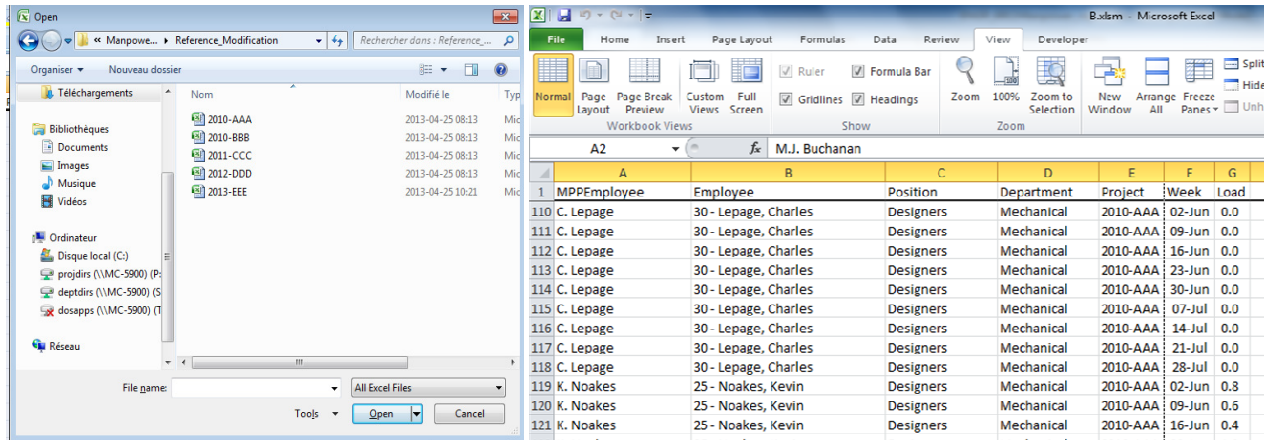 Open
« Manpowe... ▸ Reference_Modification
Rechercher dans : Reference_...
Organiser
Nouveau dossier
Téléchargements
Bibliothèques
Documents
Images
Musique
Vidéos
Ordinateur
Disque local (C:)
projdirs (\\MC-5900) (P:
deptdirs (\\MC-5900) (S
dosapps (\\MC-5900) (T
Réseau
Nom Modifié le Typ
2010-AAA 2013-04-25 08:13 Mic
2010-BBB 2013-04-25 08:13 Mic
2011-CCC 2013-04-25 08:13 Mic
2012-DDD 2013-04-25 08:13 Mic
2013-EEE 2013-04-25 10:21 Mic
File name:
All Excel Files
Tools Open Cancel
B.xlsm - Microsoft Excel
File Home Insert Page Layout Formulas Data Review View Developer
Normal
Page Layout
Page Break Preview
Custom Views
Full Screen
Workbook Views
Ruler
Formula Bar
Gridlines
Headings
Show
Zoom
100%
Zoom to Selection
Zoom
New Window
Arrange All
Freeze Panes
Split
Hide
Unh
A2 fx M.J. Buchanan
A B C D E F G
1 MPPEmployee Employee Position Department Project Week Load
110 C. Lepage 30 - Lepage, Charles Designers Mechanical 2010-AAA 02-Jun 0.0
111 C. Lepage 30 - Lepage, Charles Designers Mechanical 2010-AAA 09-Jun 0.0
112 C. Lepage 30 - Lepage, Charles Designers Mechanical 2010-AAA 16-Jun 0.0
113 C. Lepage 30 - Lepage, Charles Designers Mechanical 2010-AAA 23-Jun 0.0
114 C. Lepage 30 - Lepage, Charles Designers Mechanical 2010-AAA 30-Jun 0.0
115 C. Lepage 30 - Lepage, Charles Designers Mechanical 2010-AAA 07-Jul 0.0
116 C. Lepage 30 - Lepage, Charles Designers Mechanical 2010-AAA 14-Jul 0.0
117 C. Lepage 30 - Lepage, Charles Designers Mechanical 2010-AAA 21-Jul 0.0
118 C. Lepage 30 - Lepage, Charles Designers Mechanical 2010-AAA 28-Jul 0.0
119 K. Noakes 25 - Noakes, Kevin Designers Mechanical 2010-AAA 02-Jun 0.8
120 K. Noakes 25 - Noakes, Kevin Designers Mechanical 2010-AAA 09-Jun 0.6
121 K. Noakes 25 - Noakes, Kevin Designers Mechanical 2010-AAA 16-Jun 0.4